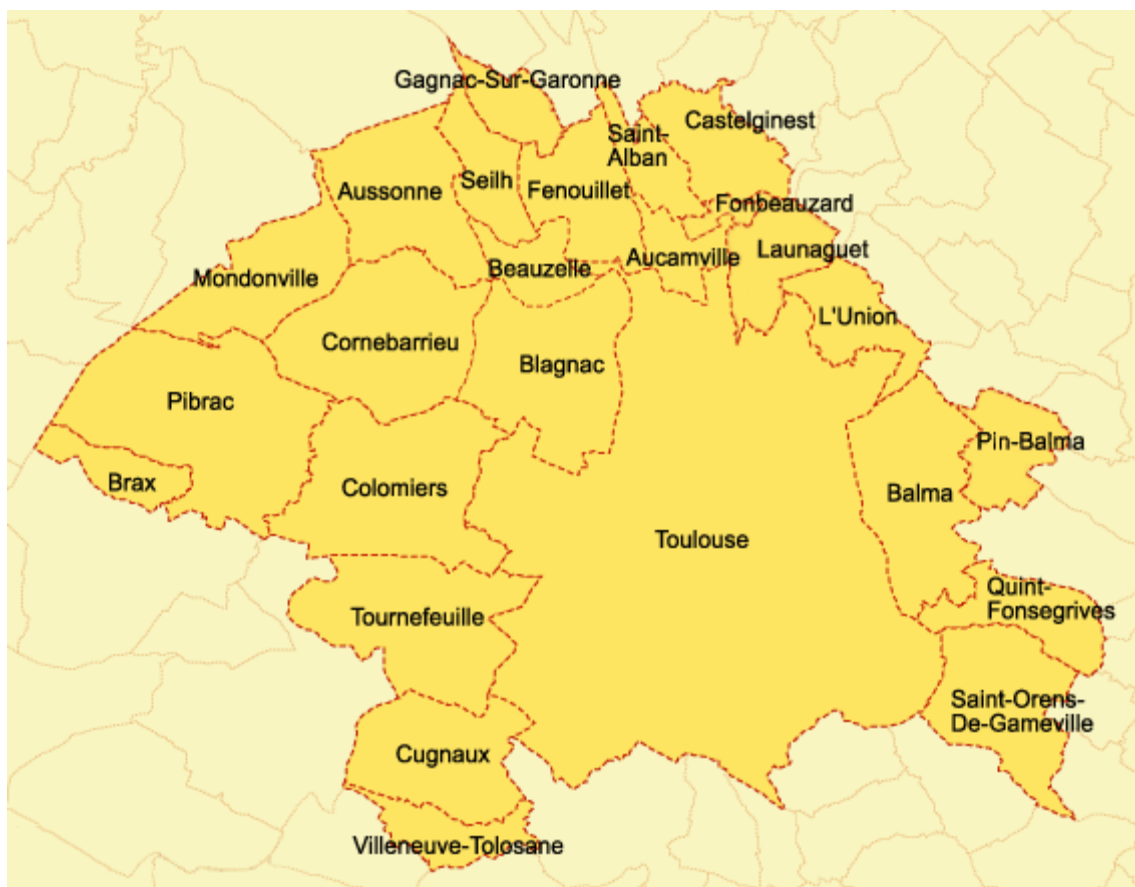 Gagnac-Sur-Garonne
Castelginest
Saint-
Alban
Seilh
Fenouillet
Aussonne
Fonbeauzard
Launaguet
Aucamville
Beauzelle
Mondonville
L'Union
Cornebarrieu
Blagnac
Pibrac
Pin-Balma
Brax
Colomiers
Balma
Toulouse
Quint-
Fonsegrives
Tournefeuille
Saint-Orens-
De-Gameville
Cugnaux
Villeneuve-Tolosane